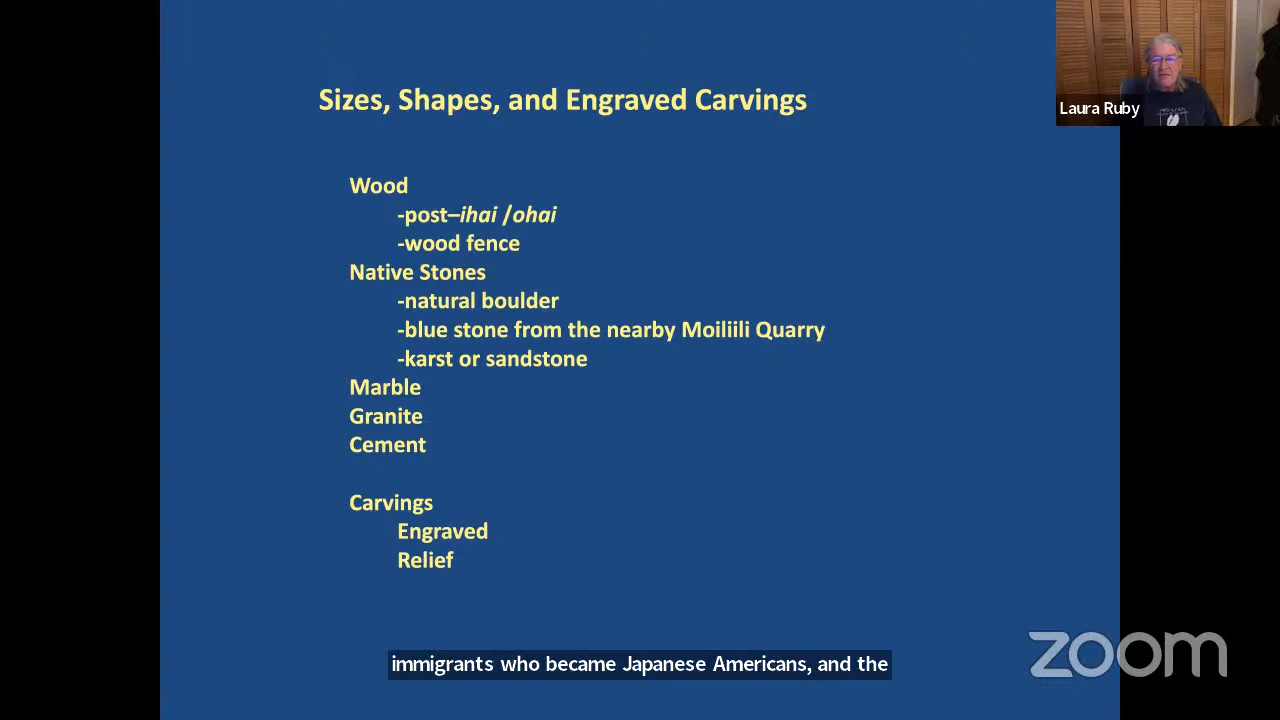 Sizes, Shapes, and Engraved Carvings
Laura Ruby
Wood
-post–ihai /ohai
-wood fence
Native Stones
-natural boulder
-blue stone from the nearby Moiliili Quarry
-karst or sandstone
Marble
Granite
Cement
Carvings
Engraved
Relief
immigrants who became Japanese Americans, and the
zoom